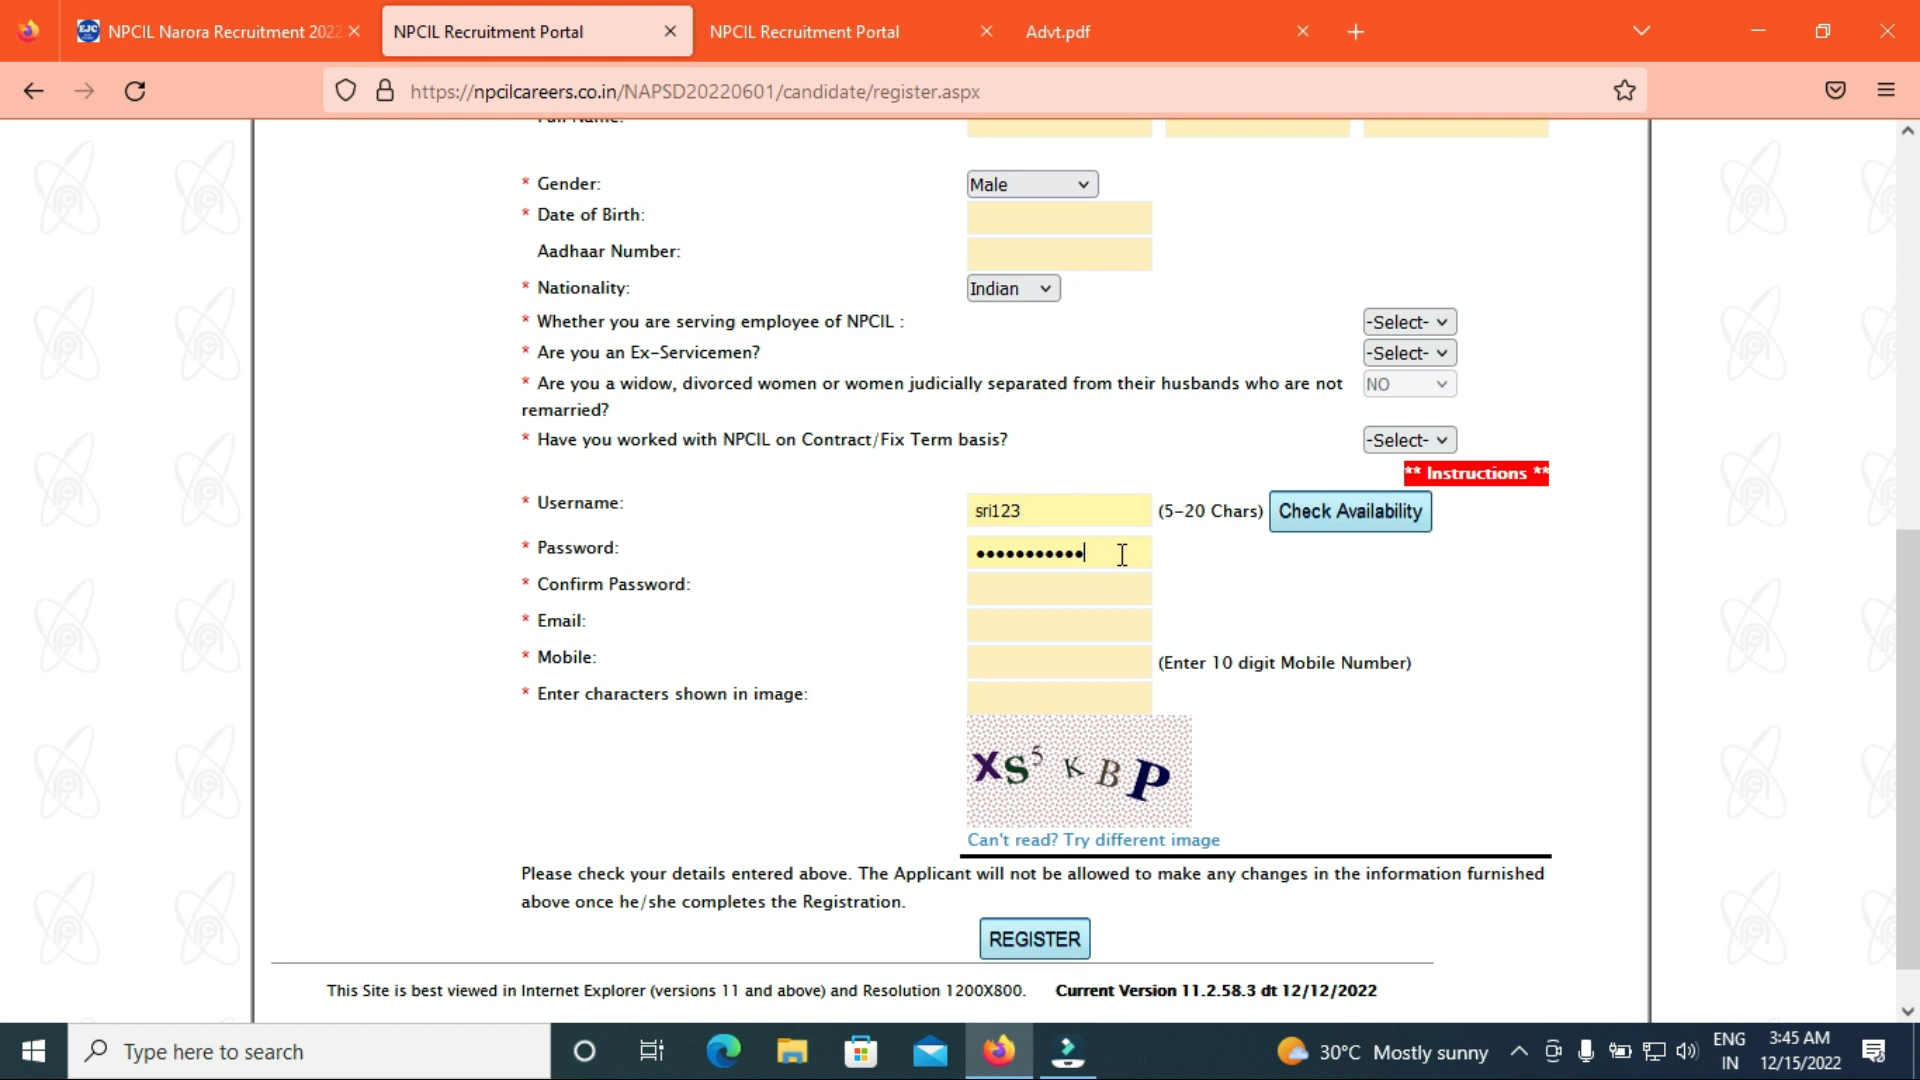 EJC NPCIL Narora Recruitment 2022
NPCIL Recruitment Portal
NPCIL Recruitment Portal
Advt.pdf
https://npcilcareers.co.in/NAPSD20220601/candidate/register.aspx
* Gender: Male
* Date of Birth:
Aadhaar Number:
* Nationality: Indian
* Whether you are serving employee of NPCIL : -Select-
* Are you an Ex-Servicemen? -Select-
* Are you a widow, divorced women or women judicially separated from their husbands who are not NO
remarried?
* Have you worked with NPCIL on Contract/Fix Term basis? -Select-
** Instructions **
* Username: sri123 (5-20 Chars) Check Availability
* Password: •••••••••••
* Confirm Password:
* Email:
* Mobile: (Enter 10 digit Mobile Number)
* Enter characters shown in image:
XS5KBP
Can't read? Try different image
Please check your details entered above. The Applicant will not be allowed to make any changes in the information furnished
above once he/she completes the Registration.
REGISTER
This Site is best viewed in Internet Explorer (versions 11 and above) and Resolution 1200X800. Current Version 11.2.58.3 dt 12/12/2022
Type here to search
30°C Mostly sunny
ENG
IN
3:45 AM
12/15/2022